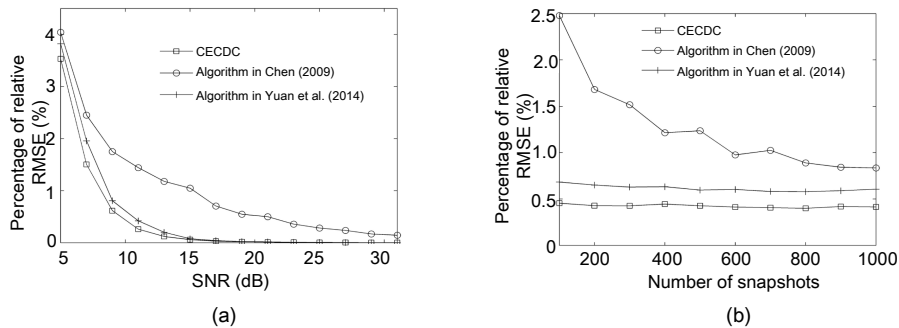 Percentage of relative
RMSE (%)
4
3
2
1
0
CECDC
Algorithm in Chen (2009)
Algorithm in Yuan et al. (2014)
5
10
15
20
25
30
SNR (dB)
(a)
Percentage of relative
RMSE (%)
2.5
2.0
1.5
1.0
0.5
0
CECDC
Algorithm in Chen (2009)
Algorithm in Yuan et al. (2014)
200
400
600
800
1000
Number of snapshots
(b)